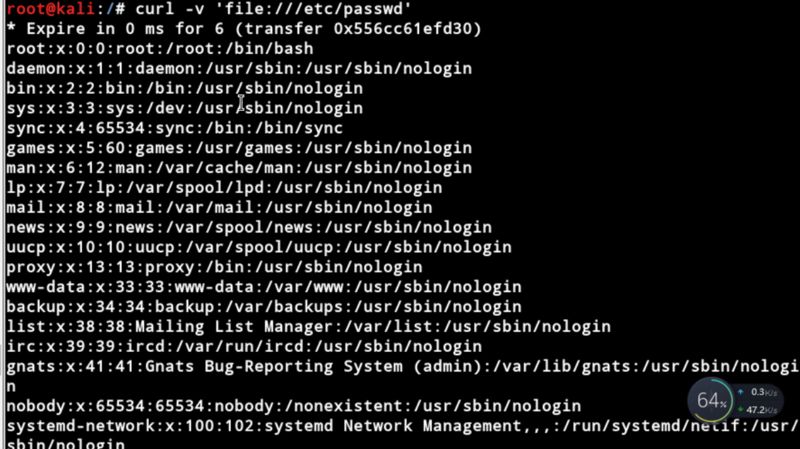 root@kali:/# curl -v 'file:///etc/passwd'
* Expire in 0 ms for 6 (transfer 0x556cc61efd30)
root:x:0:0:root:/root:/bin/bash
daemon:x:1:1:daemon:/usr/sbin:/usr/sbin/nologin
bin:x:2:2:bin:/bin:/usr/sbin/nologin
sys:x:3:3:sys:/dev:/usr/sbin/nologin
sync:x:4:65534:sync:/bin:/bin/sync
games:x:5:60:games:/usr/games:/usr/sbin/nologin
man:x:6:12:man:/var/cache/man:/usr/sbin/nologin
lp:x:7:7:lp:/var/spool/lpd:/usr/sbin/nologin
mail:x:8:8:mail:/var/mail:/usr/sbin/nologin
news:x:9:9:news:/var/spool/news:/usr/sbin/nologin
uucp:x:10:10:uucp:/var/spool/uucp:/usr/sbin/nologin
proxy:x:13:13:proxy:/bin:/usr/sbin/nologin
www-data:x:33:33:www-data:/var/www:/usr/sbin/nologin
backup:x:34:34:backup:/var/backups:/usr/sbin/nologin
list:x:38:38:Mailing List Manager:/var/list:/usr/sbin/nologin
irc:x:39:39:ircd:/var/run/ircd:/usr/sbin/nologin
gnats:x:41:41:Gnats Bug-Reporting System (admin):/var/lib/gnats:/usr/sbin/nologi
n
nobody:x:65534:65534:nobody:/nonexistent:/usr/sbin/nologin
systemd-network:x:100:102:systemd Network Management,,,:/run/systemd/netif:/usr/
sbin/nologin
64%
0.3K/s
47.2K/s